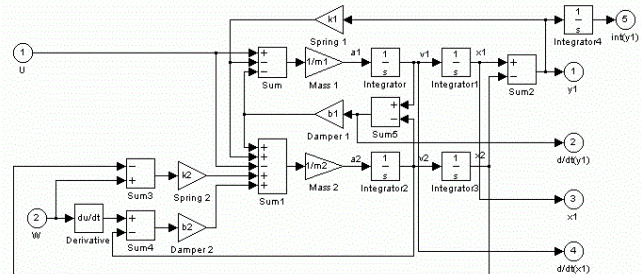 k1
1
s
5
Spring 1
Integrator4
int(y1)
1
U
Sum
1/m1
Mass 1
a1
1
s
Integrator
v1
1
s
Integrator1
x1
Sum2
1
y1
b1
Damper 1
Sum5
2
d/dt(y1)
Sum1
1/m2
Mass 2
a2
1
s
Integrator2
v2
1
s
Integrator3
x2
Sum3
k2
Spring 2
3
x1
2
W
du/dt
Derivative
Sum4
b2
Damper 2
4
d/dt(x1)